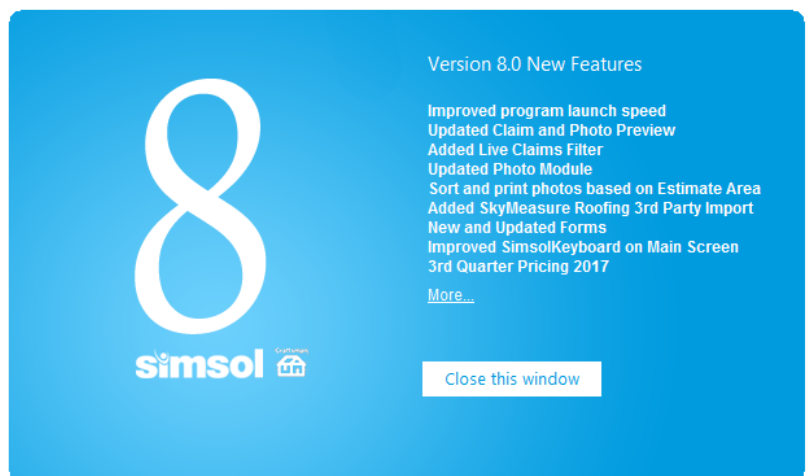 8
simsol
Craftsman
Version 8.0 New Features
Improved program launch speed
Updated Claim and Photo Preview
Added Live Claims Filter
Updated Photo Module
Sort and print photos based on Estimate Area
Added SkyMeasure Roofing 3rd Party Import
New and Updated Forms
Improved SimsolKeyboard on Main Screen
3rd Quarter Pricing 2017
More...
Close this window